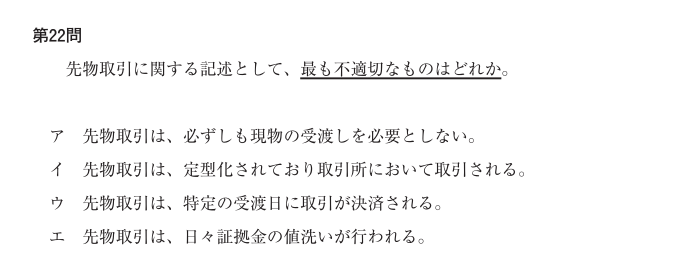 第22問
先物取引に関する記述として、最も不適切なものはどれか。
ア　先物取引は、必ずしも現物の受渡しを必要としない。
イ　先物取引は、定型化されており取引所において取引される。
ウ　先物取引は、特定の受渡日に取引が決済される。
エ　先物取引は、日々証拠金の値洗いが行われる。